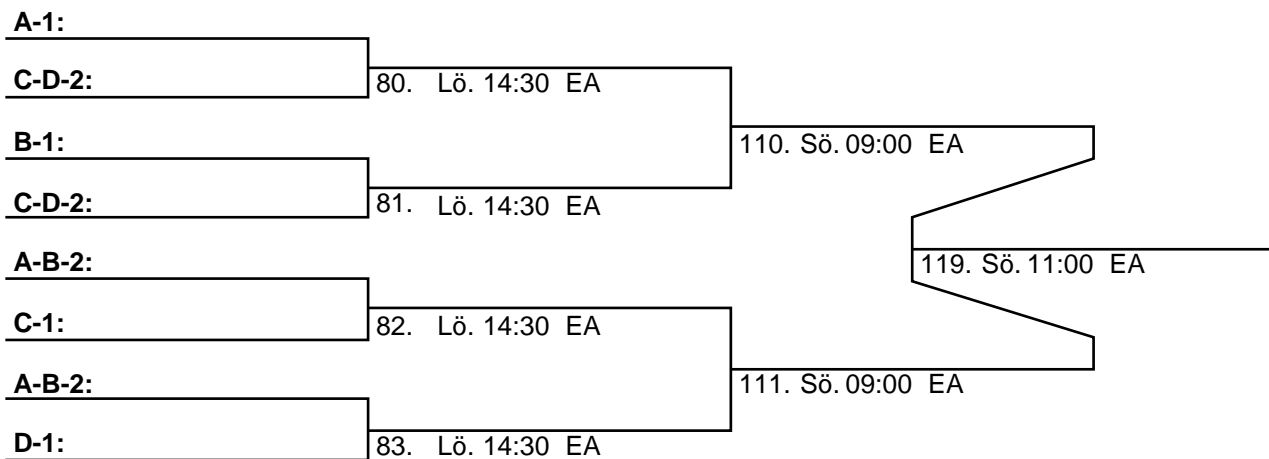 A-1:
C-D-2:
80. Lö. 14:30 EA
B-1:
110. Sö. 09:00 EA
C-D-2:
81. Lö. 14:30 EA
A-B-2:
119. Sö. 11:00 EA
C-1:
82. Lö. 14:30 EA
A-B-2:
111. Sö. 09:00 EA
D-1:
83. Lö. 14:30 EA